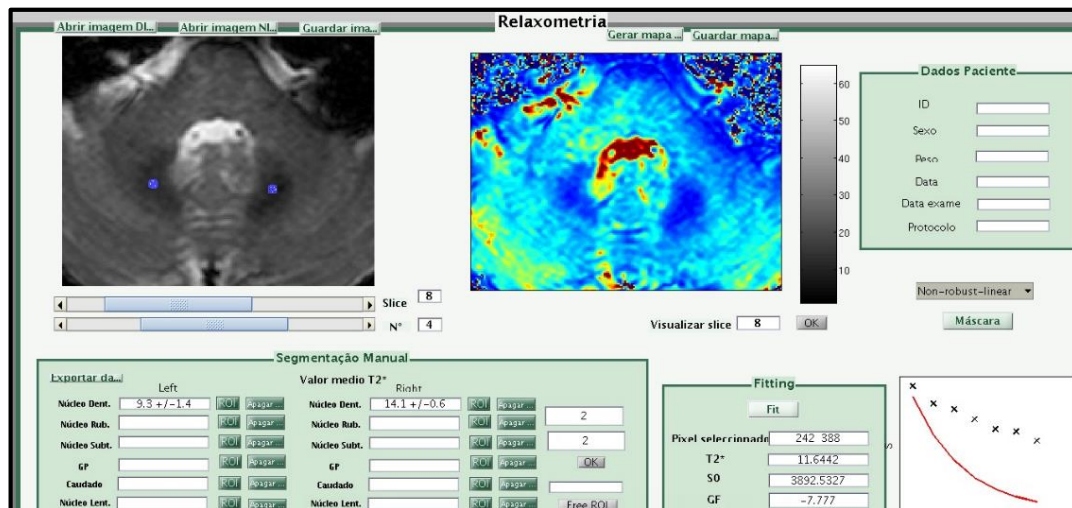 Relaxometria
Abrir imagem DI... Abrir imagem NI... Guardar ima...
Gerar mapa ... Guardar mapa...
60
50
40
30
20
10
Dados Paciente
ID
Sexo
Peso
Data
Data exame
Protocolo
Slice 8
N° 4
Visualizar slice 8 OK
Non-robust-linear
Máscara
Segmentação Manual
Exportar da...
Left
Valor medio T2*
Right
Núcleo Dent. 9.3 +/-1.4 ROI Apagar ... Núcleo Dent. 14.1 +/-0.6 ROI Apagar ...
Núcleo Rub. ROI Apagar ... Núcleo Rub. ROI Apagar ...
Núcleo Subt. ROI Apagar ... Núcleo Subt. ROI Apagar ...
GP ROI Apagar ... GP ROI Apagar ...
Caudado ROI Apagar ... Caudado ROI Apagar ...
Núcleo Lent. ROI Apagar ... Núcleo Lent. ROI Apagar ...
2
2
OK
Free ROI
Fitting
Fit
Pixel seleccionado 242 388
T2* 11.6442
S0 3892.5327
GF -7.777
S